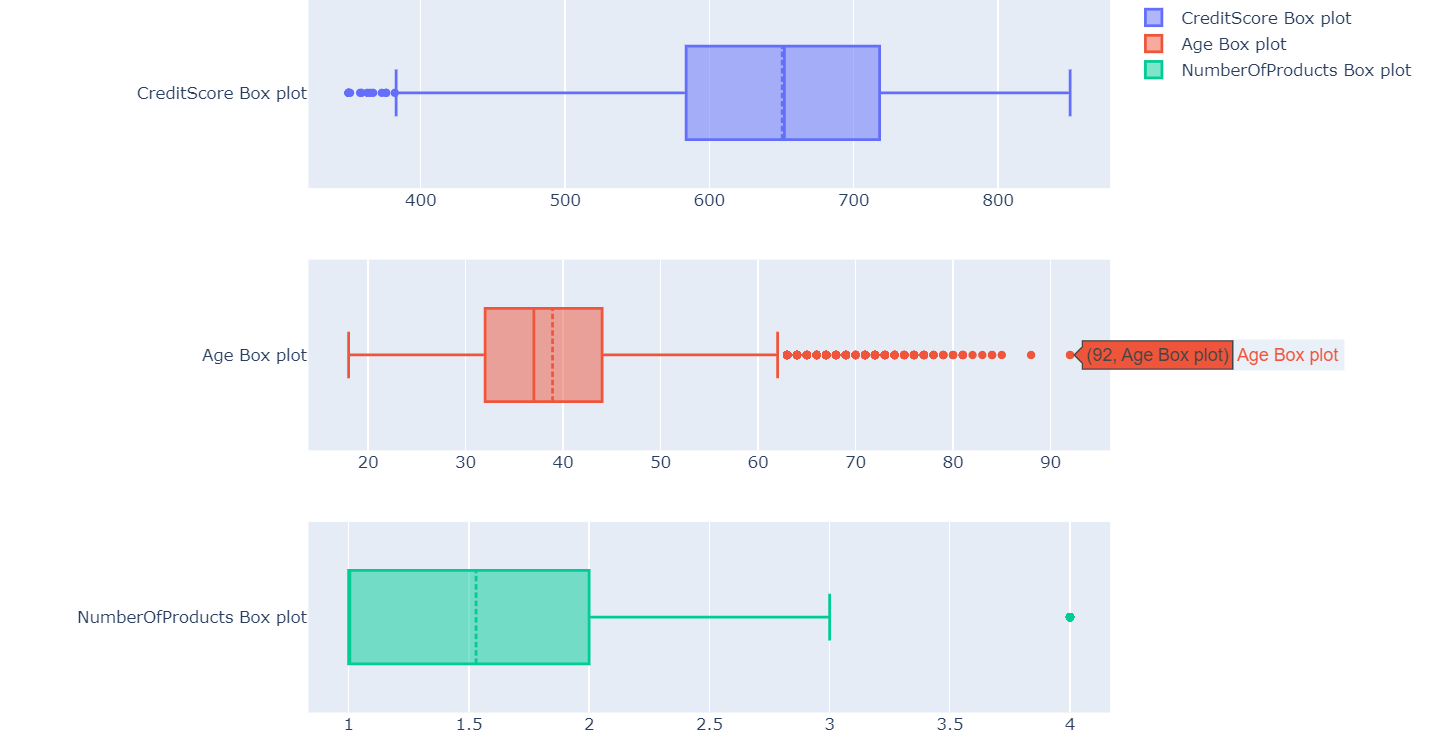 CreditScore Box plot
Age Box plot
NumberOfProducts Box plot
CreditScore Box plot
400 500 600 700 800
Age Box plot
(92, Age Box plot) Age Box plot
20 30 40 50 60 70 80 90
NumberOfProducts Box plot
1 1.5 2 2.5 3 3.5 4